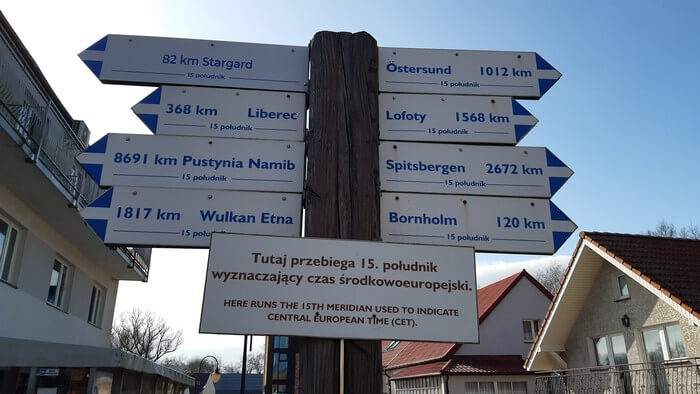 82 km Stargard
15 południk
368 km Liberec
15 południk
8691 km Pustynia Namib
15 południk
1817 km Wulkan Etna
15 południk
Östersund 1012 km
15 południk
Lofoty 1568 km
15 południk
Spitsbergen 2672 km
15 południk
Bornholm 120 km
15 południk
Tutaj przebiega 15. południk
wyznaczający czas środkowoeuropejski.
HERE RUNS THE 15TH MERIDIAN USED TO INDICATE
CENTRAL EUROPEAN TIME (CET).